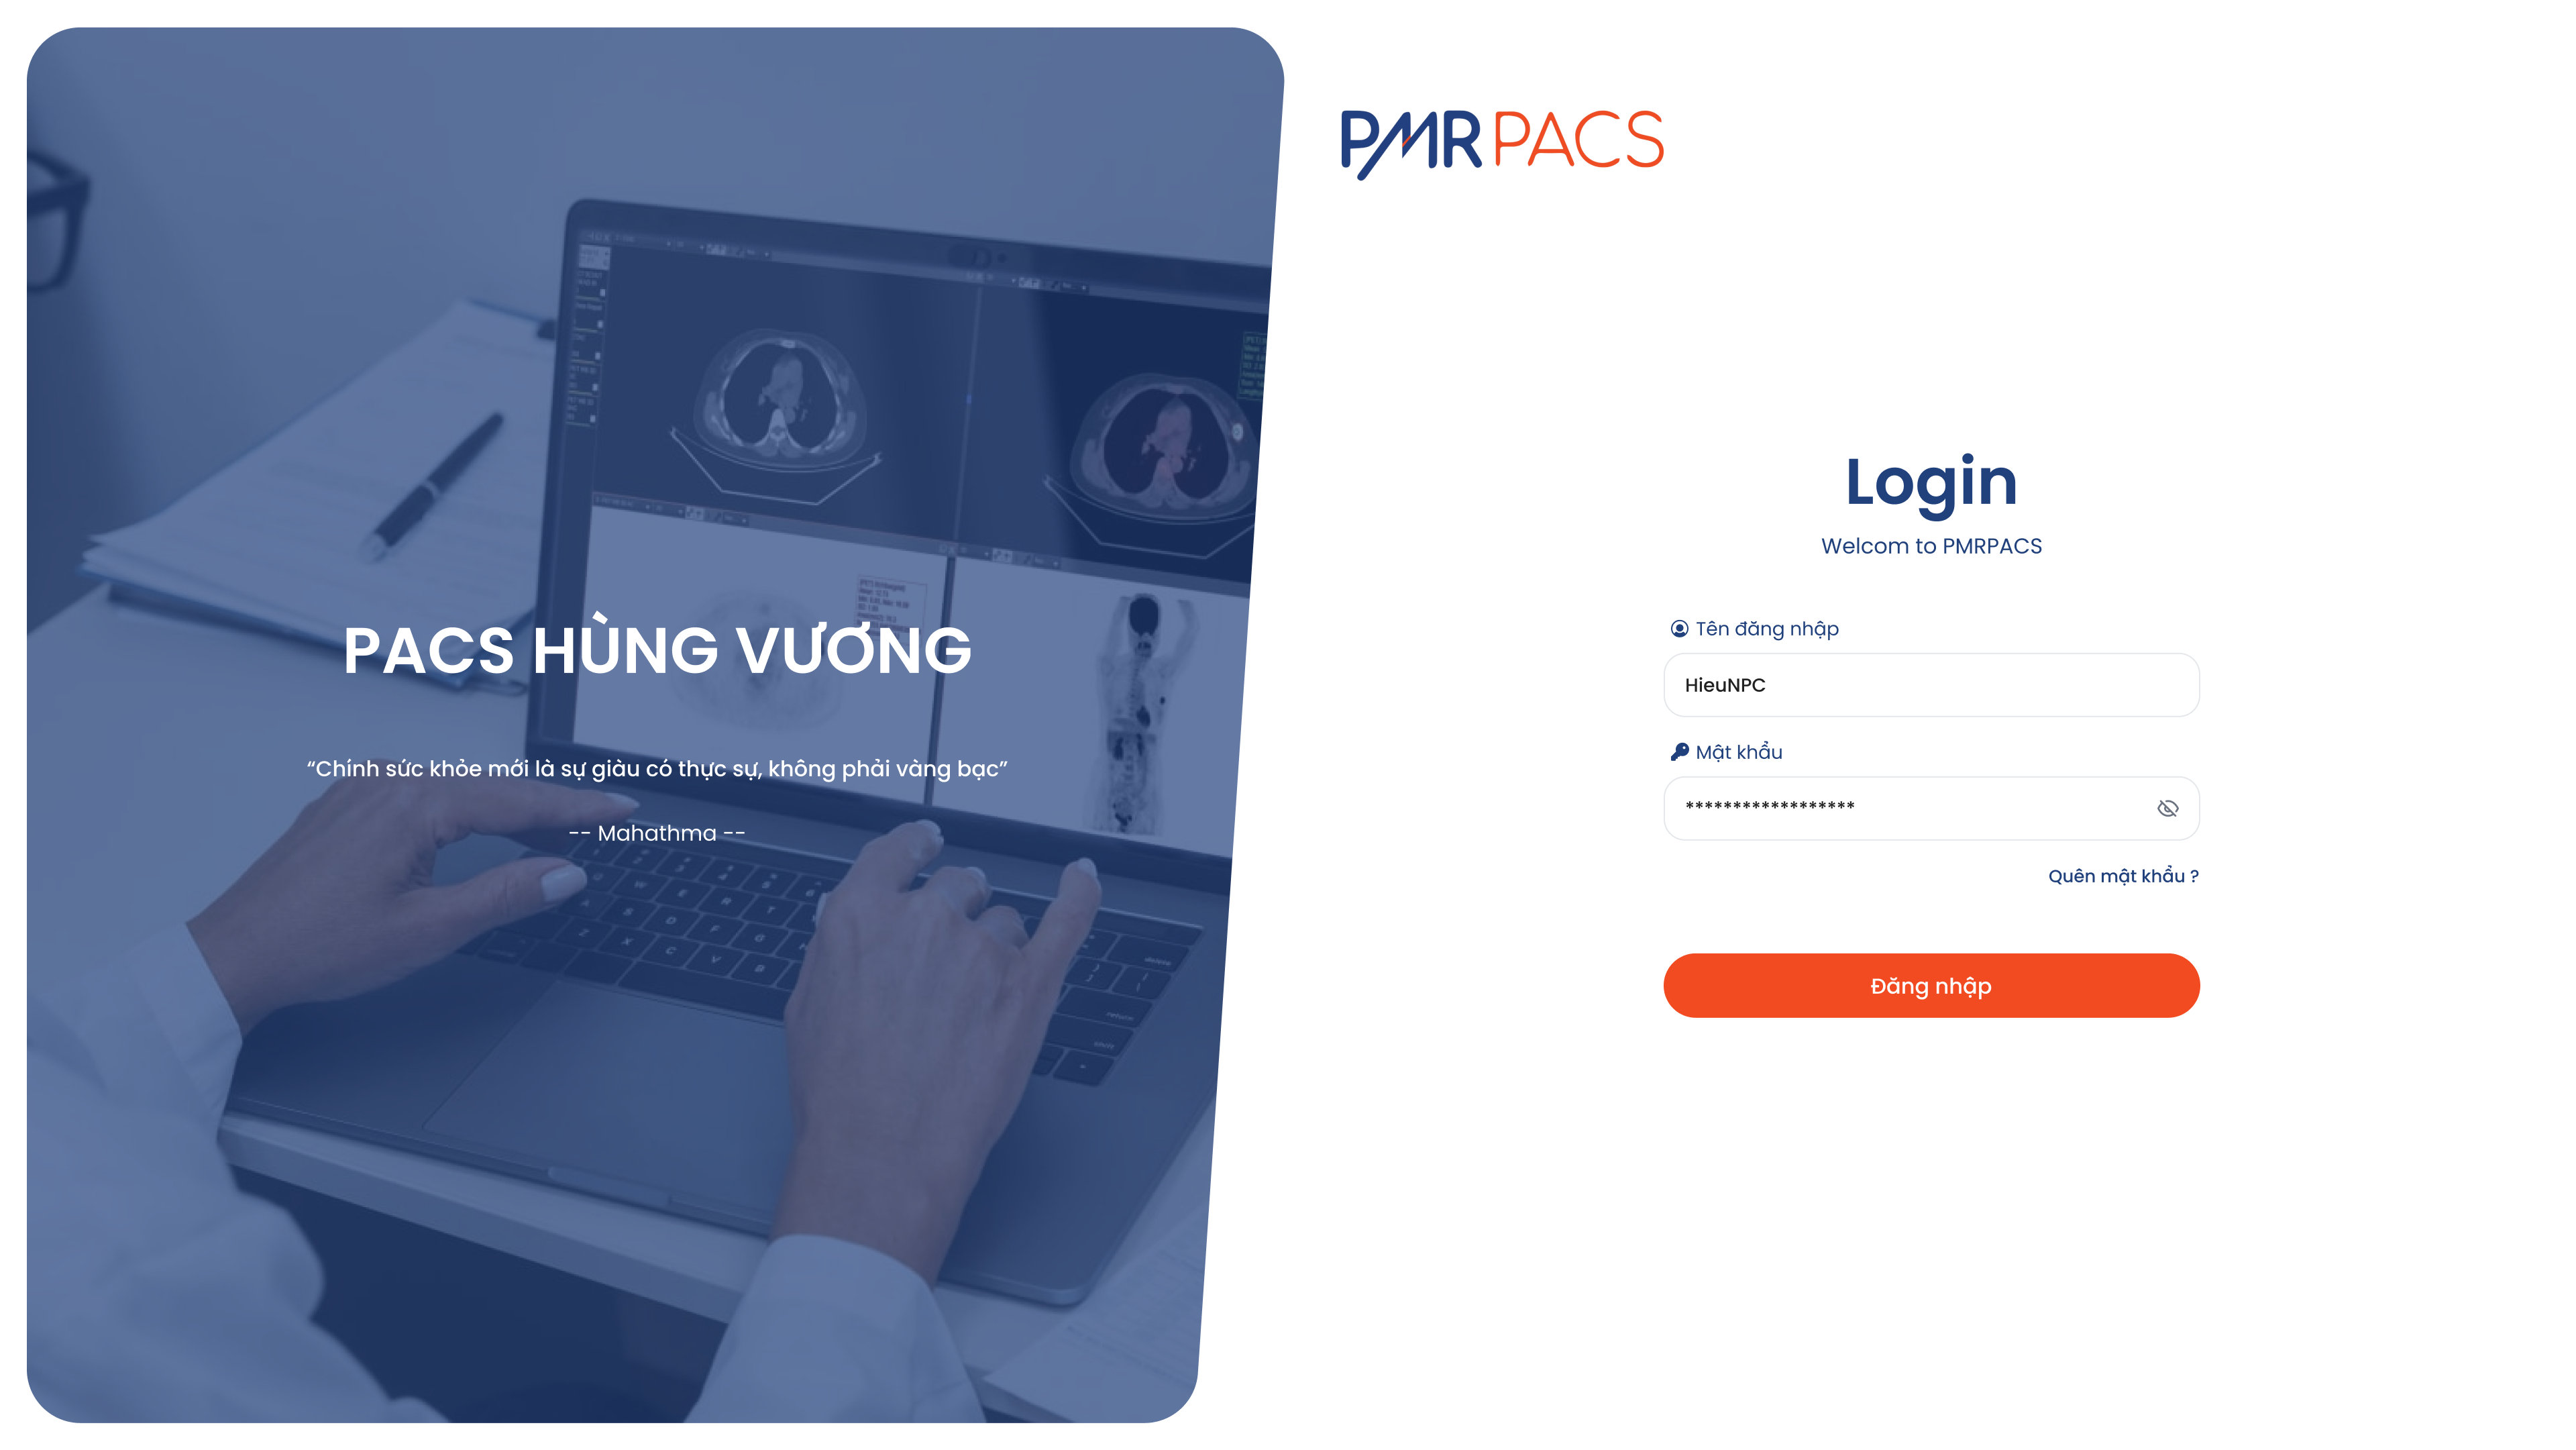 PMR PACS
PACS HÙNG VƯƠNG
“Chính sức khỏe mới là sự giàu có thực sự, không phải vàng bạc”
-- Mahathma --
Login
Welcom to PMRPACS
Tên đăng nhập
HieuNPC
Mật khẩu
******************
Quên mật khẩu ?
Đăng nhập